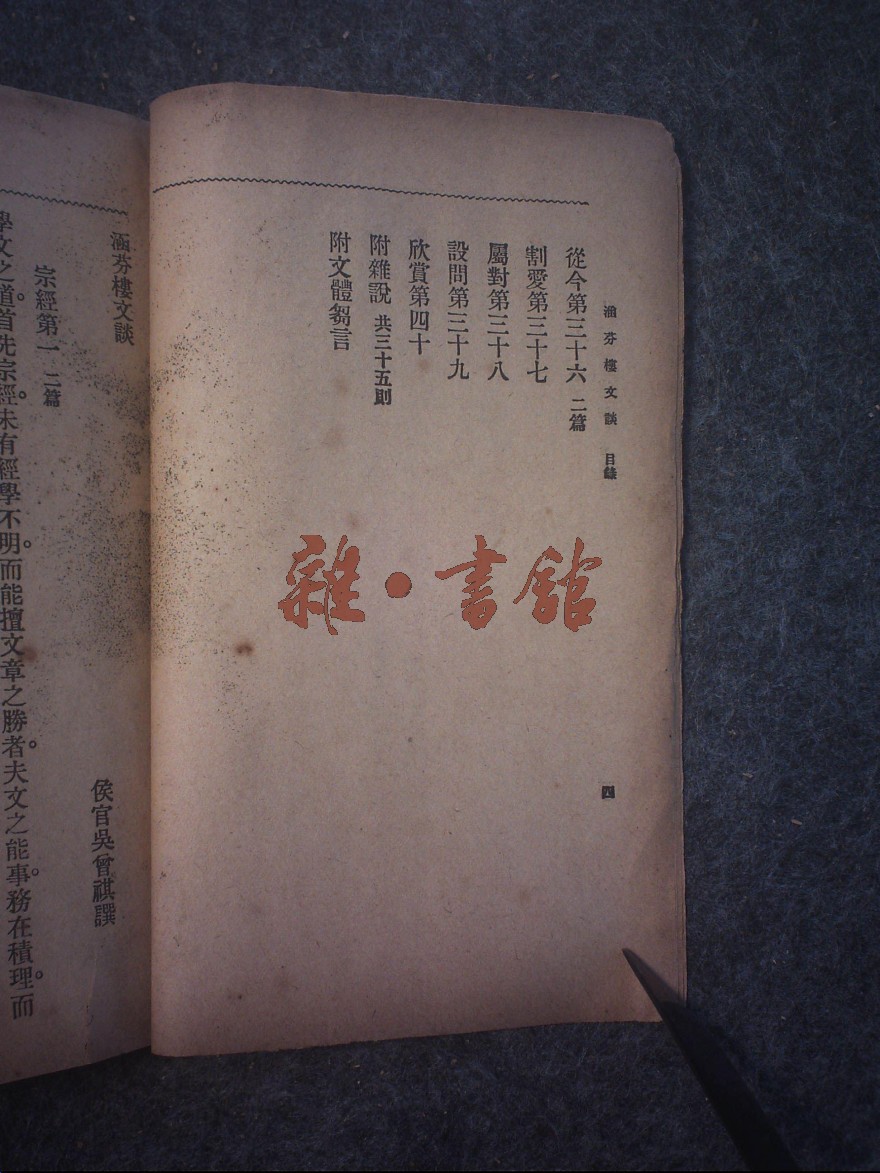 涵芬樓文談 目錄
從今第三十六 二篇
割愛第三十七
屬對第三十八
設問第三十九
欣賞第四十
附雜說 共三十五則
附文體芻言
四
雜·書館
涵芬樓文談
侯官吳曾祺譔
宗經第一 二篇
學文之道。首先宗經。未有經學不明。而能擅文章之勝者。夫文之能事。務在積理。而